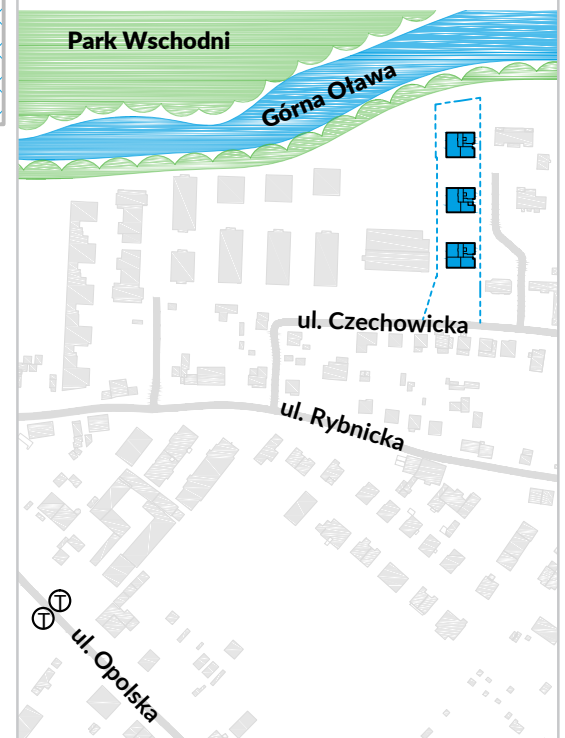 Park Wschodni
Górna Oława
ul. Czechowicka
ul. Rybnicka
T
T
ul. Opolska